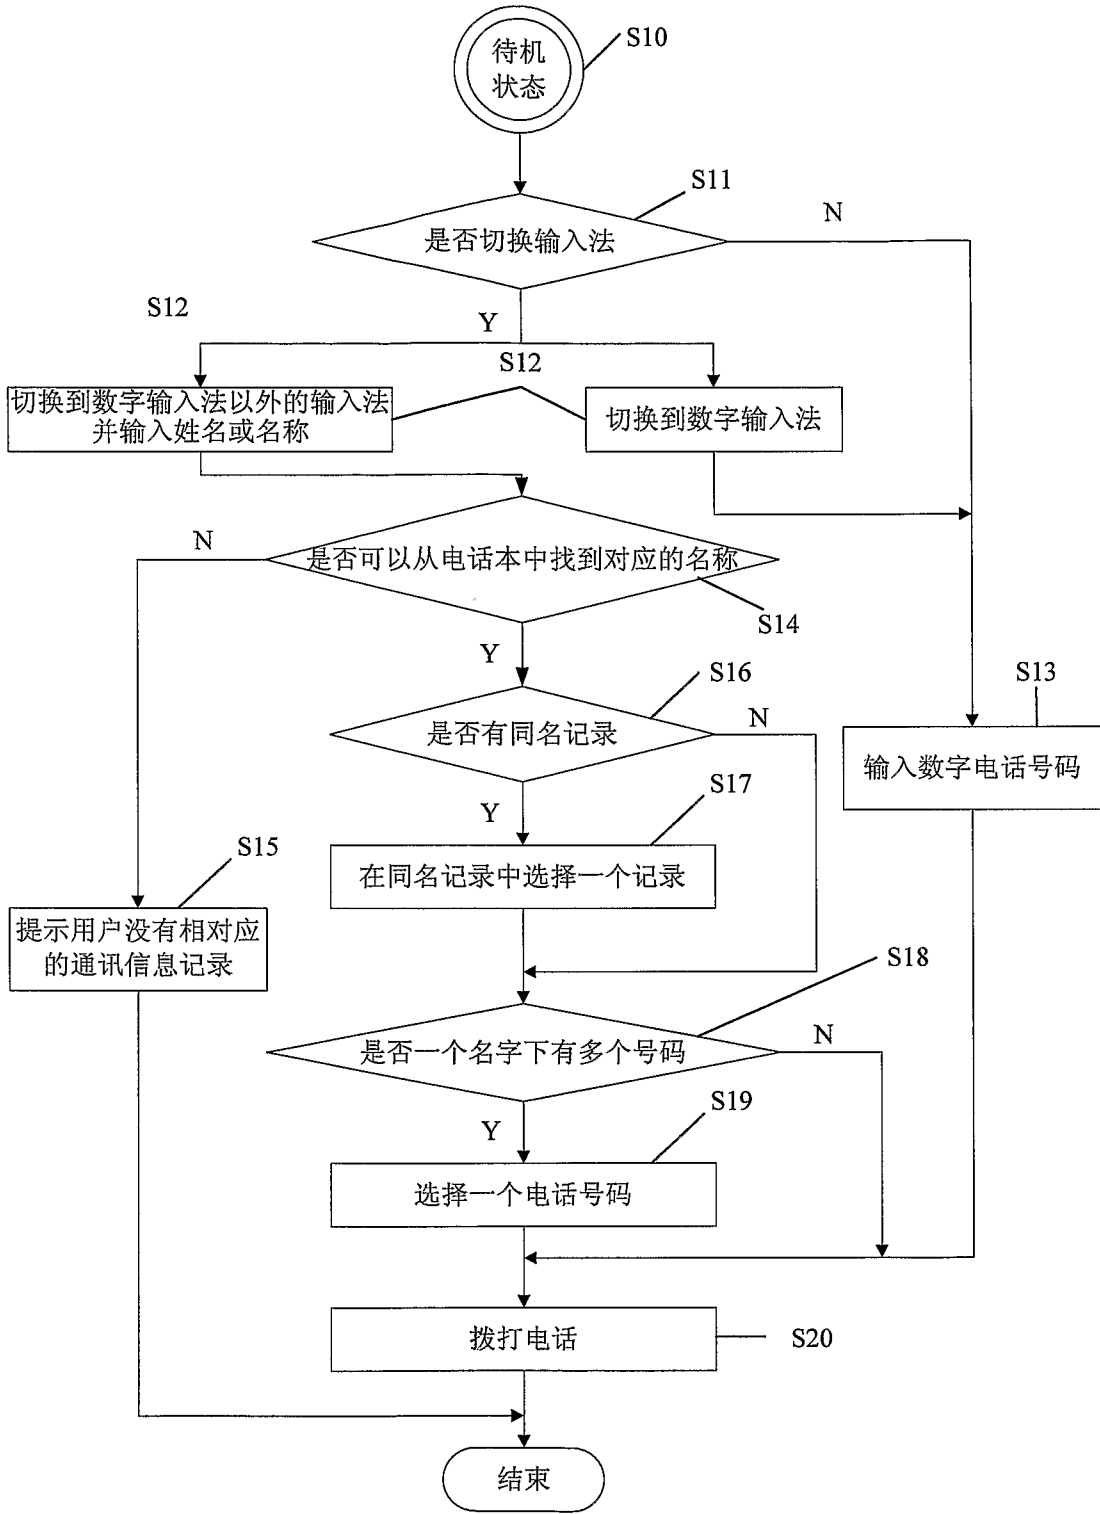 待机
状态
S10
S11
是否切换输入法
N
S12
Y
S12
切换到数字输入法以外的输入法
并输入姓名或名称
切换到数字输入法
N
是否可以从电话本中找到对应的名称
S14
Y
S16
S13
是否有同名记录
N
输入数字电话号码
S17
Y
S15
在同名记录中选择一个记录
提示用户没有相对应
的通讯信息记录
S18
是否一个名字下有多个号码
N
S19
Y
选择一个电话号码
拨打电话
S20
结束